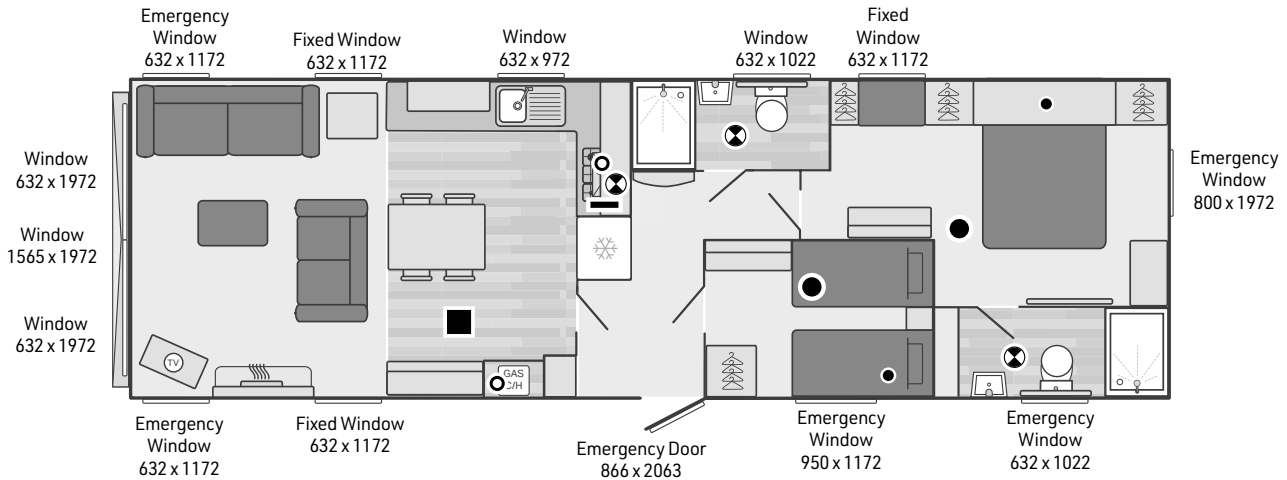 Emergency
Window
632 x 1172
Fixed Window
632 x 1172
Window
632 x 972
Window
632 x 1022
Fixed
Window
632 x 1172
Window
632 x 1972
Window
1565 x 1972
Window
632 x 1972
Emergency
Window
800 x 1972
TV
GAS
C/H
Emergency
Window
632 x 1172
Fixed Window
632 x 1172
Emergency Door
866 x 2063
Emergency
Window
950 x 1172
Emergency
Window
632 x 1022